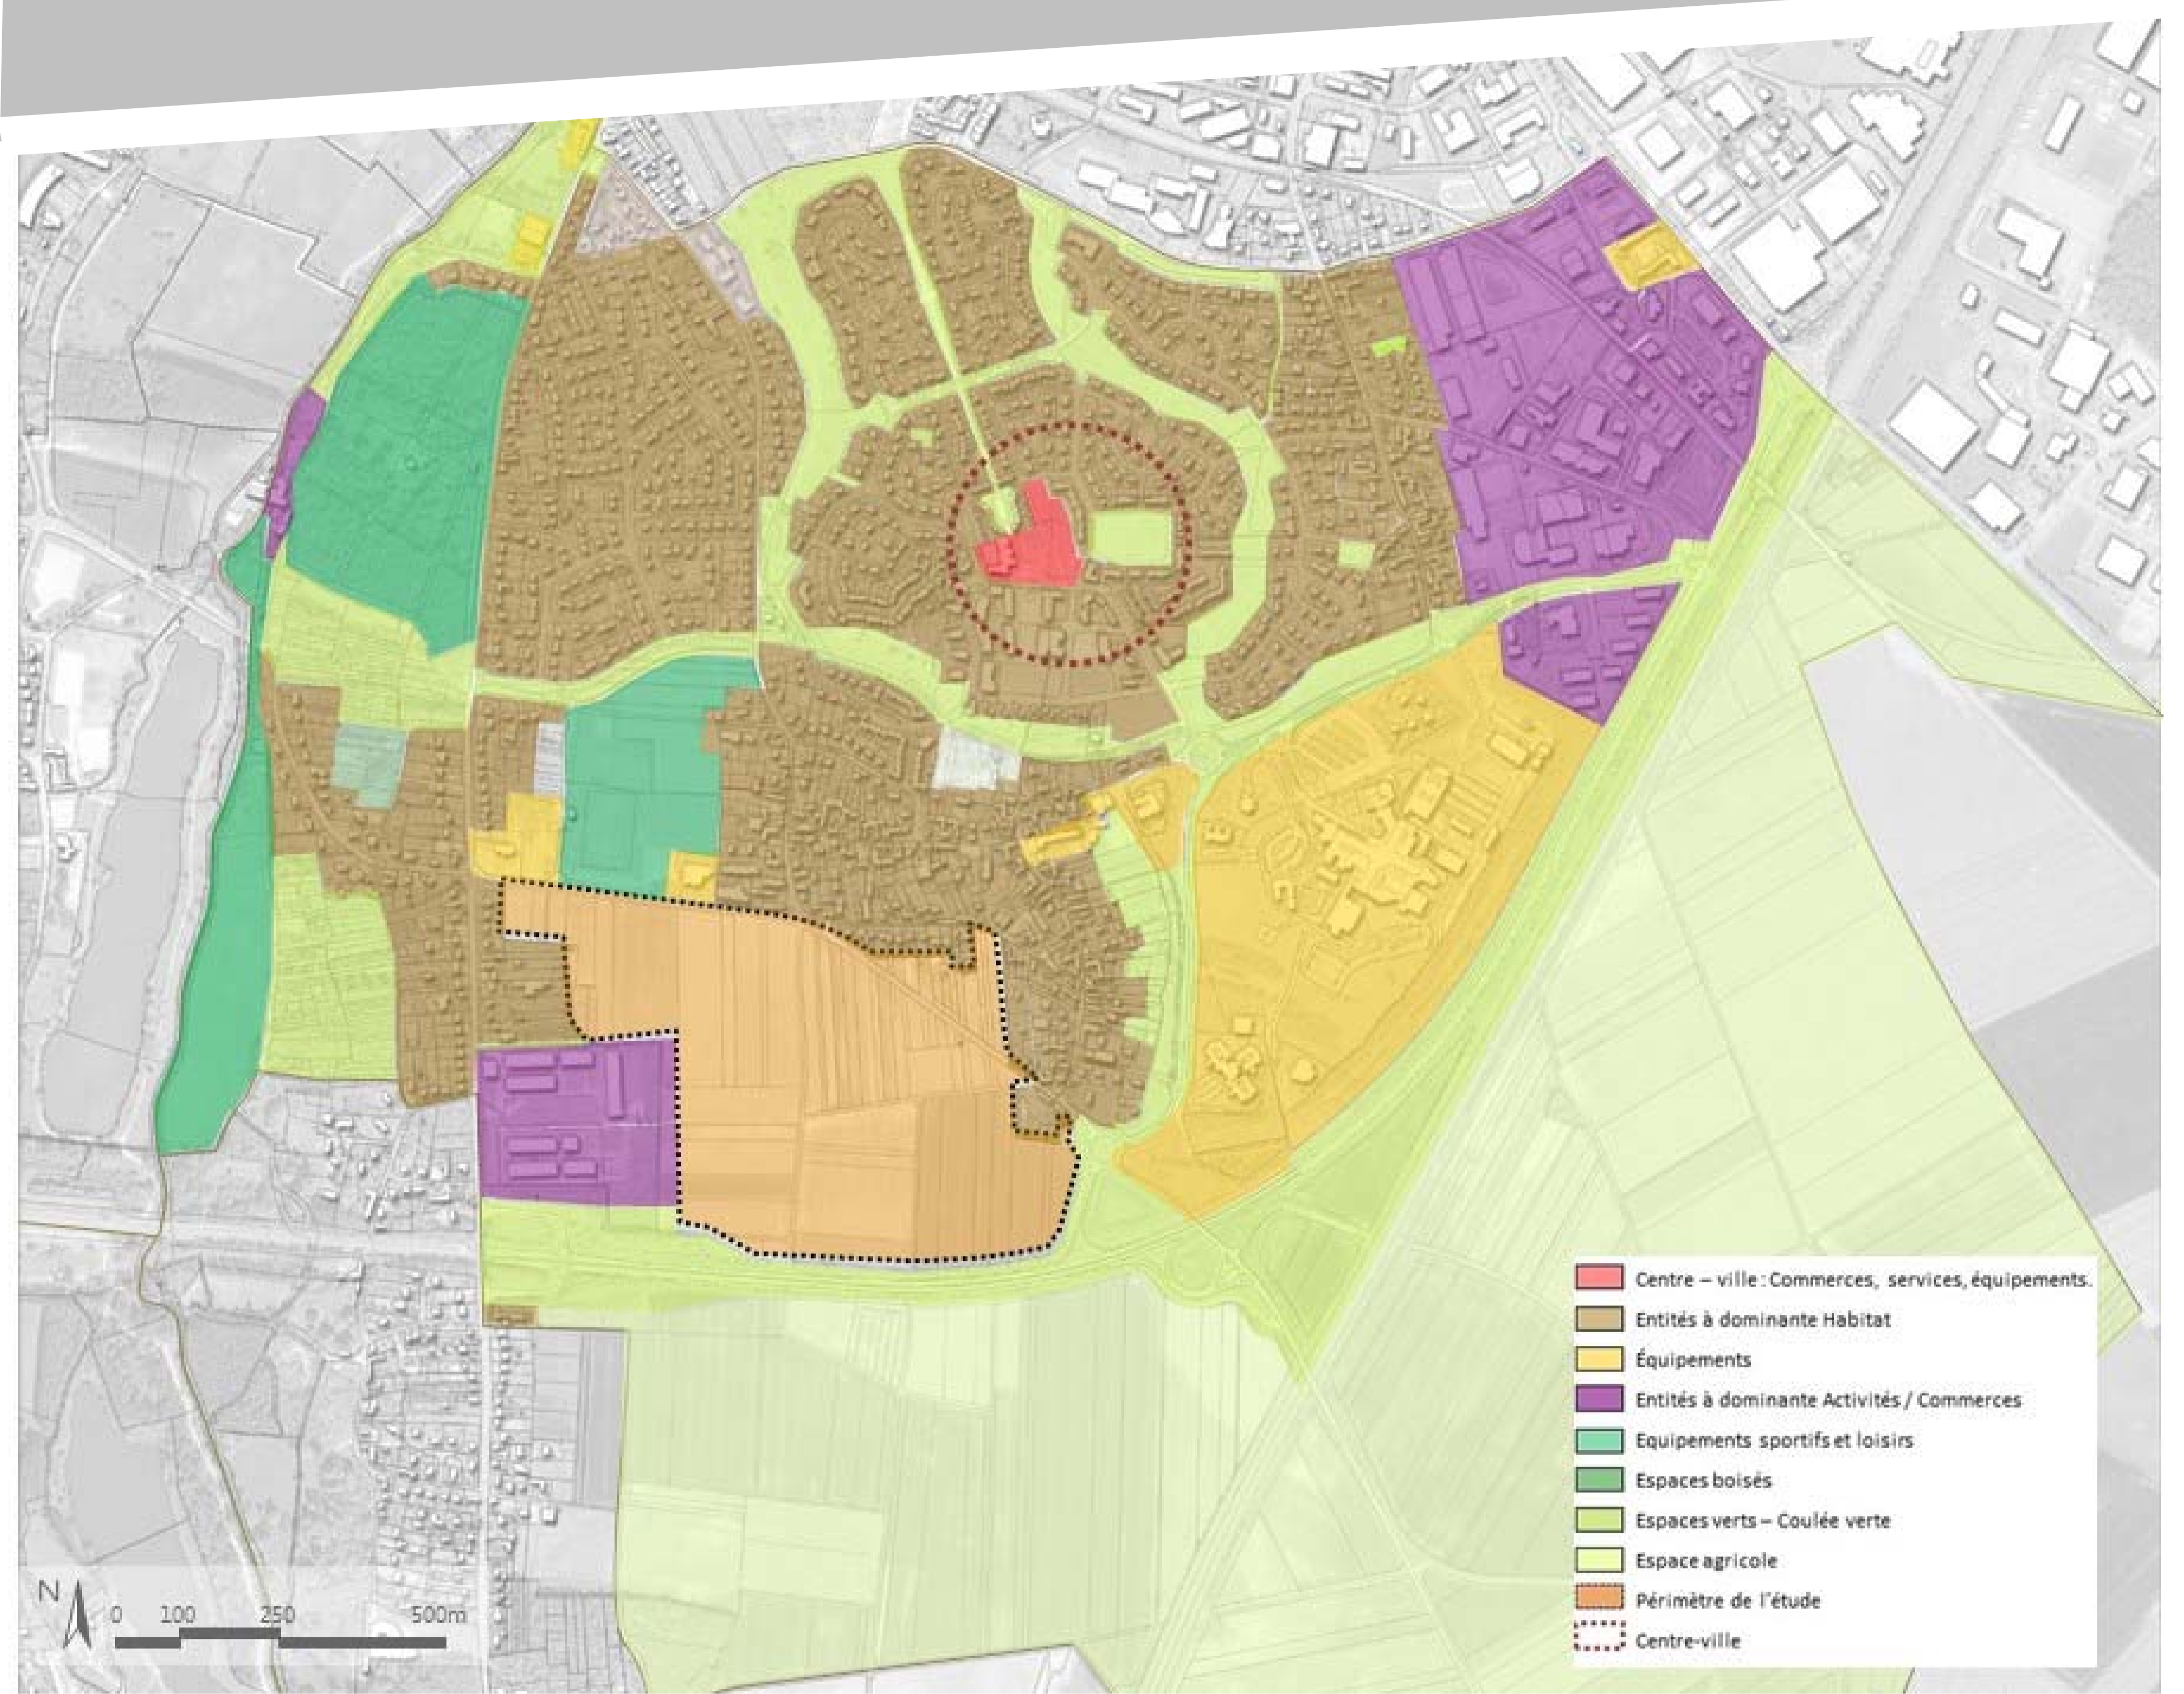 Centre – ville : Commerces, services, équipements.
Entités à dominante Habitat
Équipements
Entités à dominante Activités / Commerces
Equipements sportifs et loisirs
Espaces boisés
Espaces verts – Coulée verte
Espace agricole
Périmètre de l'étude
Centre-ville
N
0 100 250 500m